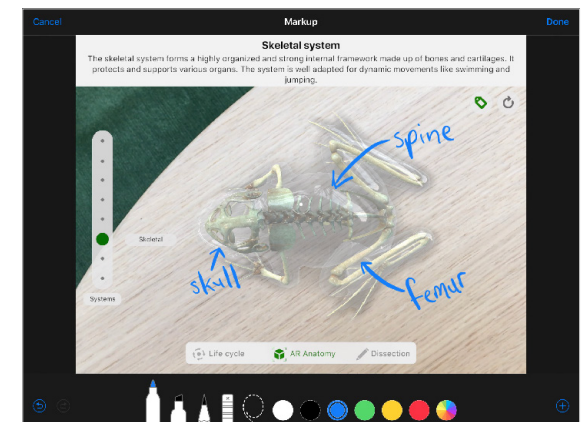 Cancel
Markup
Done
Skeletal system
The skeletal system forms a highly organized and strong internal framework made up of bones and cartilages. It
protects and supports various organs. The system is well adapted for dynamic movements like swimming and
jumping.
spine
Skeletal
skull
femur
Systems
Life cycle
AR Anatomy
Dissection